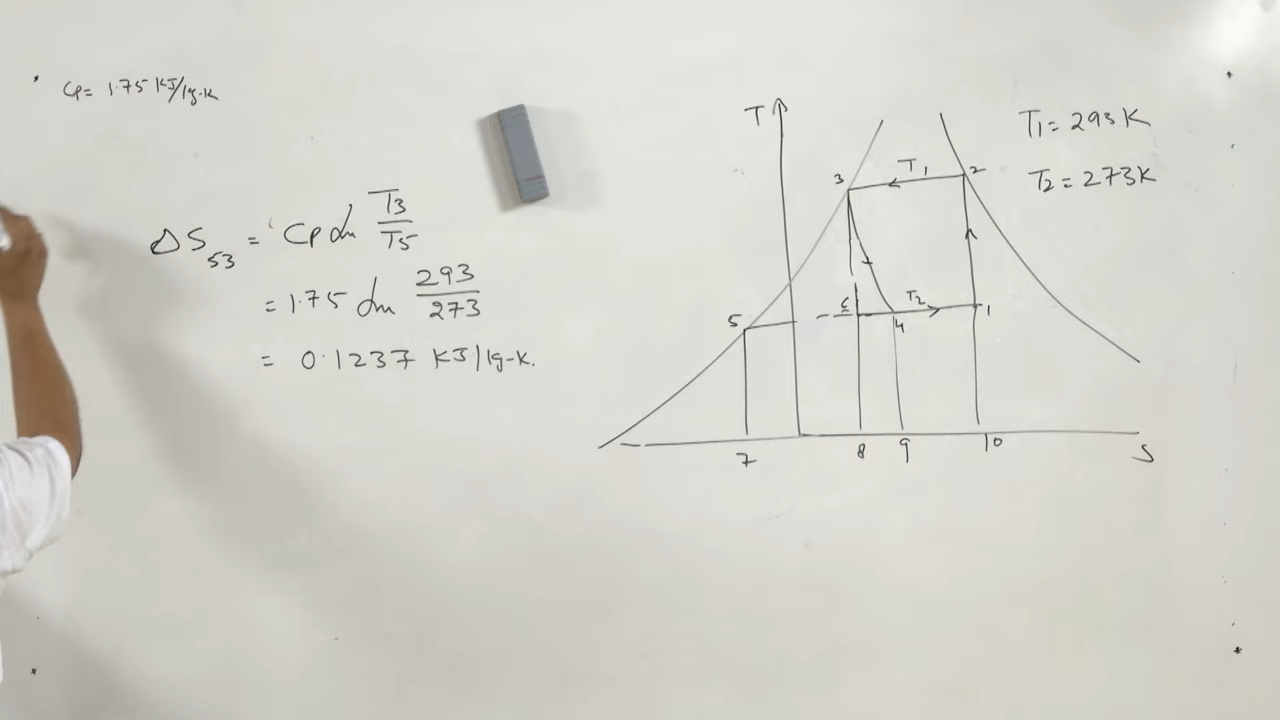 Cp = 1.75 KJ/kg-K
ΔS53 = Cp ln T3/T5
= 1.75 ln 293/273
= 0.1237 KJ/kg-K.
T
T1 = 293 K
T2 = 273 K
3
T1
2
5
T2
1
4
7
8
9
10
S